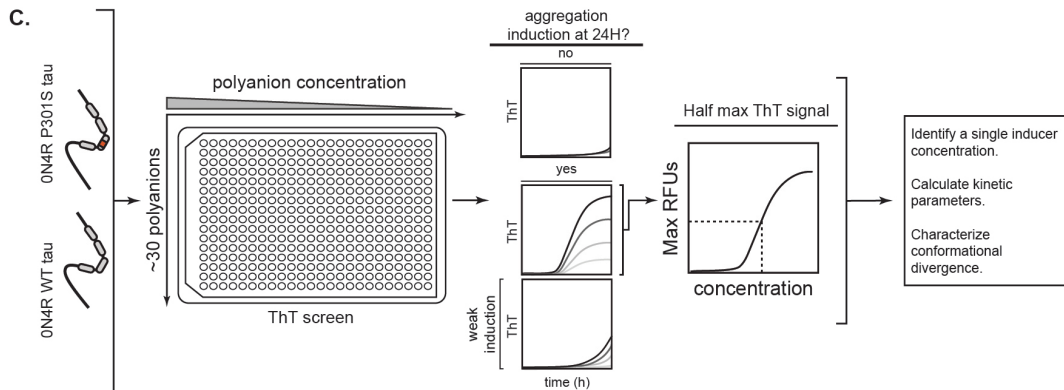 C.
0N4R P301S tau
0N4R WT tau
polyanion concentration
~30 polyanions
ThT screen
aggregation
induction at 24H?
no
ThT
yes
ThT
weak
induction
ThT
time (h)
Half max ThT signal
Max RFUs
concentration
Identify a single inducer
concentration.
Calculate kinetic
parameters.
Characterize
conformational
divergence.